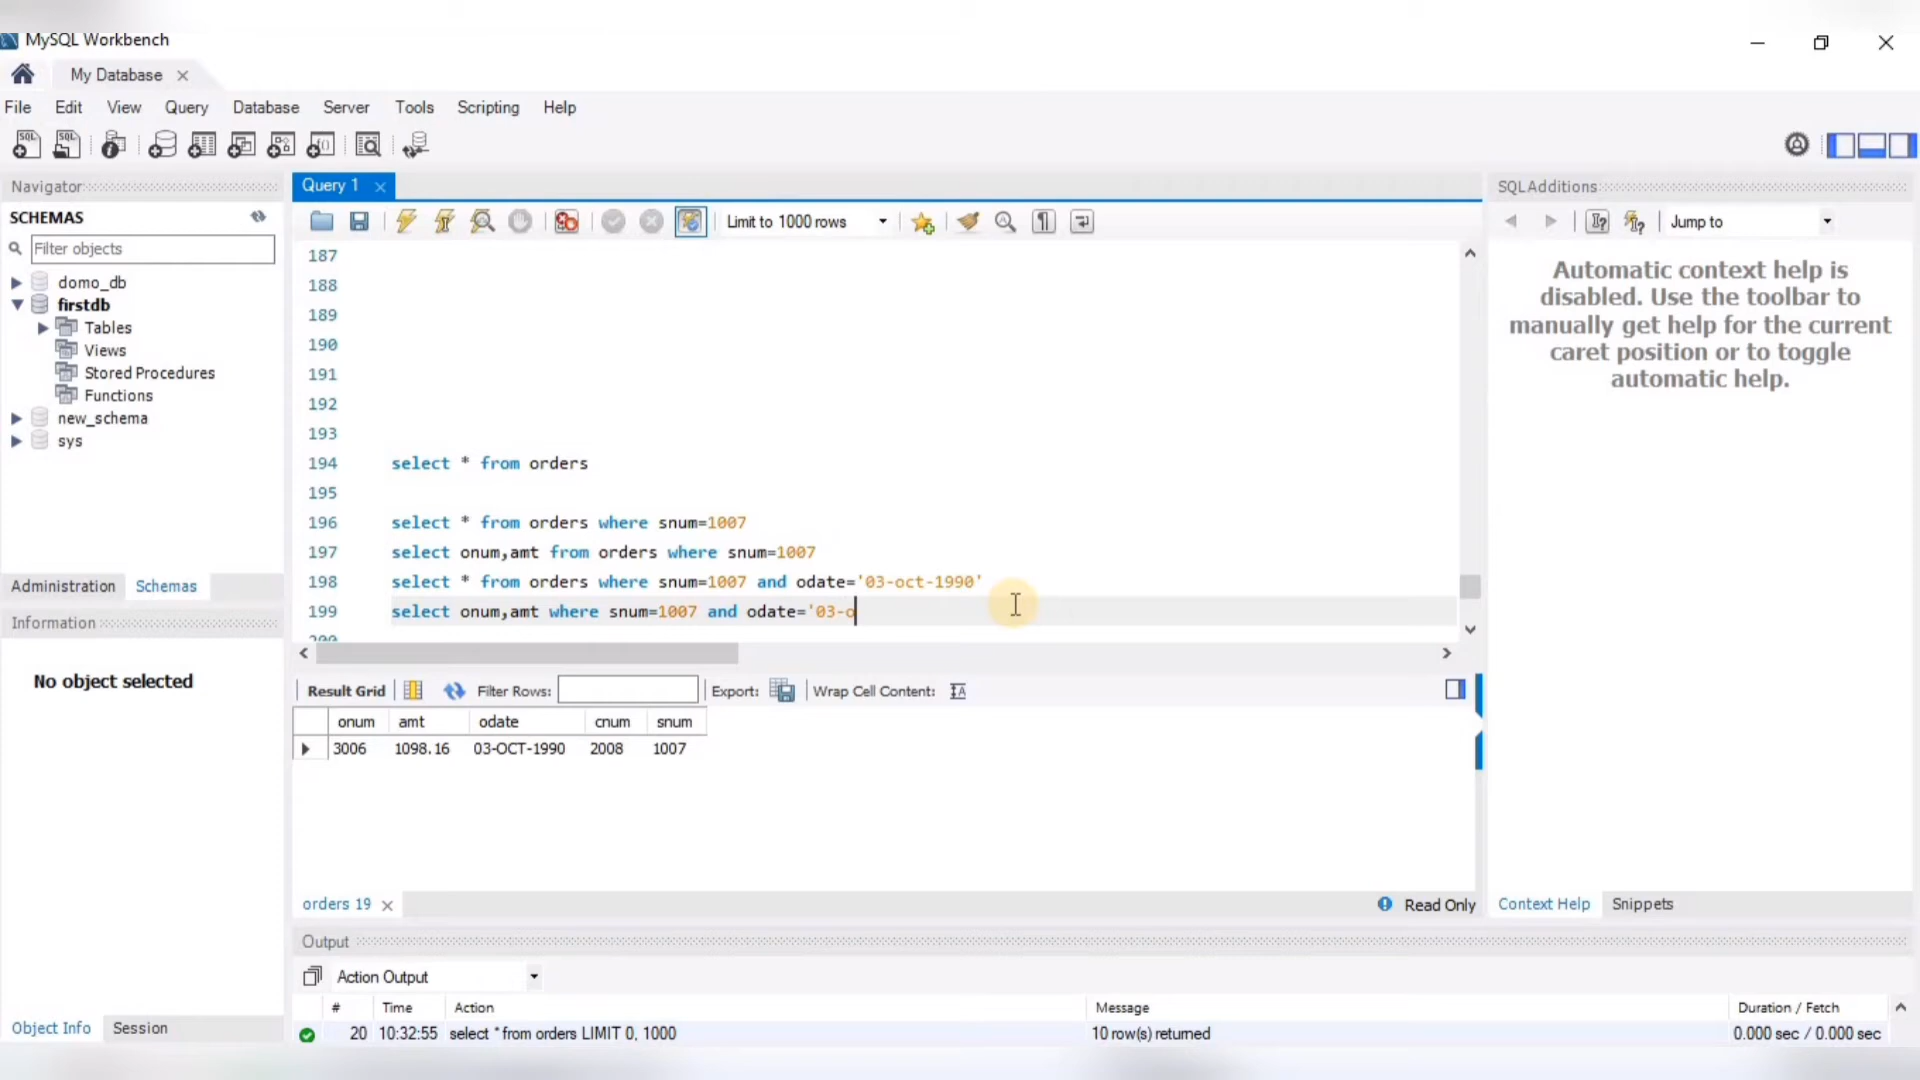 MySQL Workbench
My Database
File Edit View Query Database Server Tools Scripting Help
Navigator
SCHEMAS
Filter objects
domo_db
firstdb
Tables
Views
Stored Procedures
Functions
new_schema
sys
Administration Schemas
Information
No object selected
Object Info Session
Query 1
Limit to 1000 rows
187
188
189
190
191
192
193
194 select * from orders
195
196 select * from orders where snum=1007
197 select onum,amt from orders where snum=1007
198 select * from orders where snum=1007 and odate='03-oct-1990'
199 select onum,amt where snum=1007 and odate='03-o
200
Result Grid Filter Rows: Export: Wrap Cell Content:
onum amt odate cnum snum
3006 1098.16 03-OCT-1990 2008 1007
orders 19
Read Only
SQLAdditions
Jump to
Automatic context help is
disabled. Use the toolbar to
manually get help for the current
caret position or to toggle
automatic help.
Context Help Snippets
Output
Action Output
# Time Action Message Duration / Fetch
20 10:32:55 select * from orders LIMIT 0, 1000 10 row(s) returned 0.000 sec / 0.000 sec